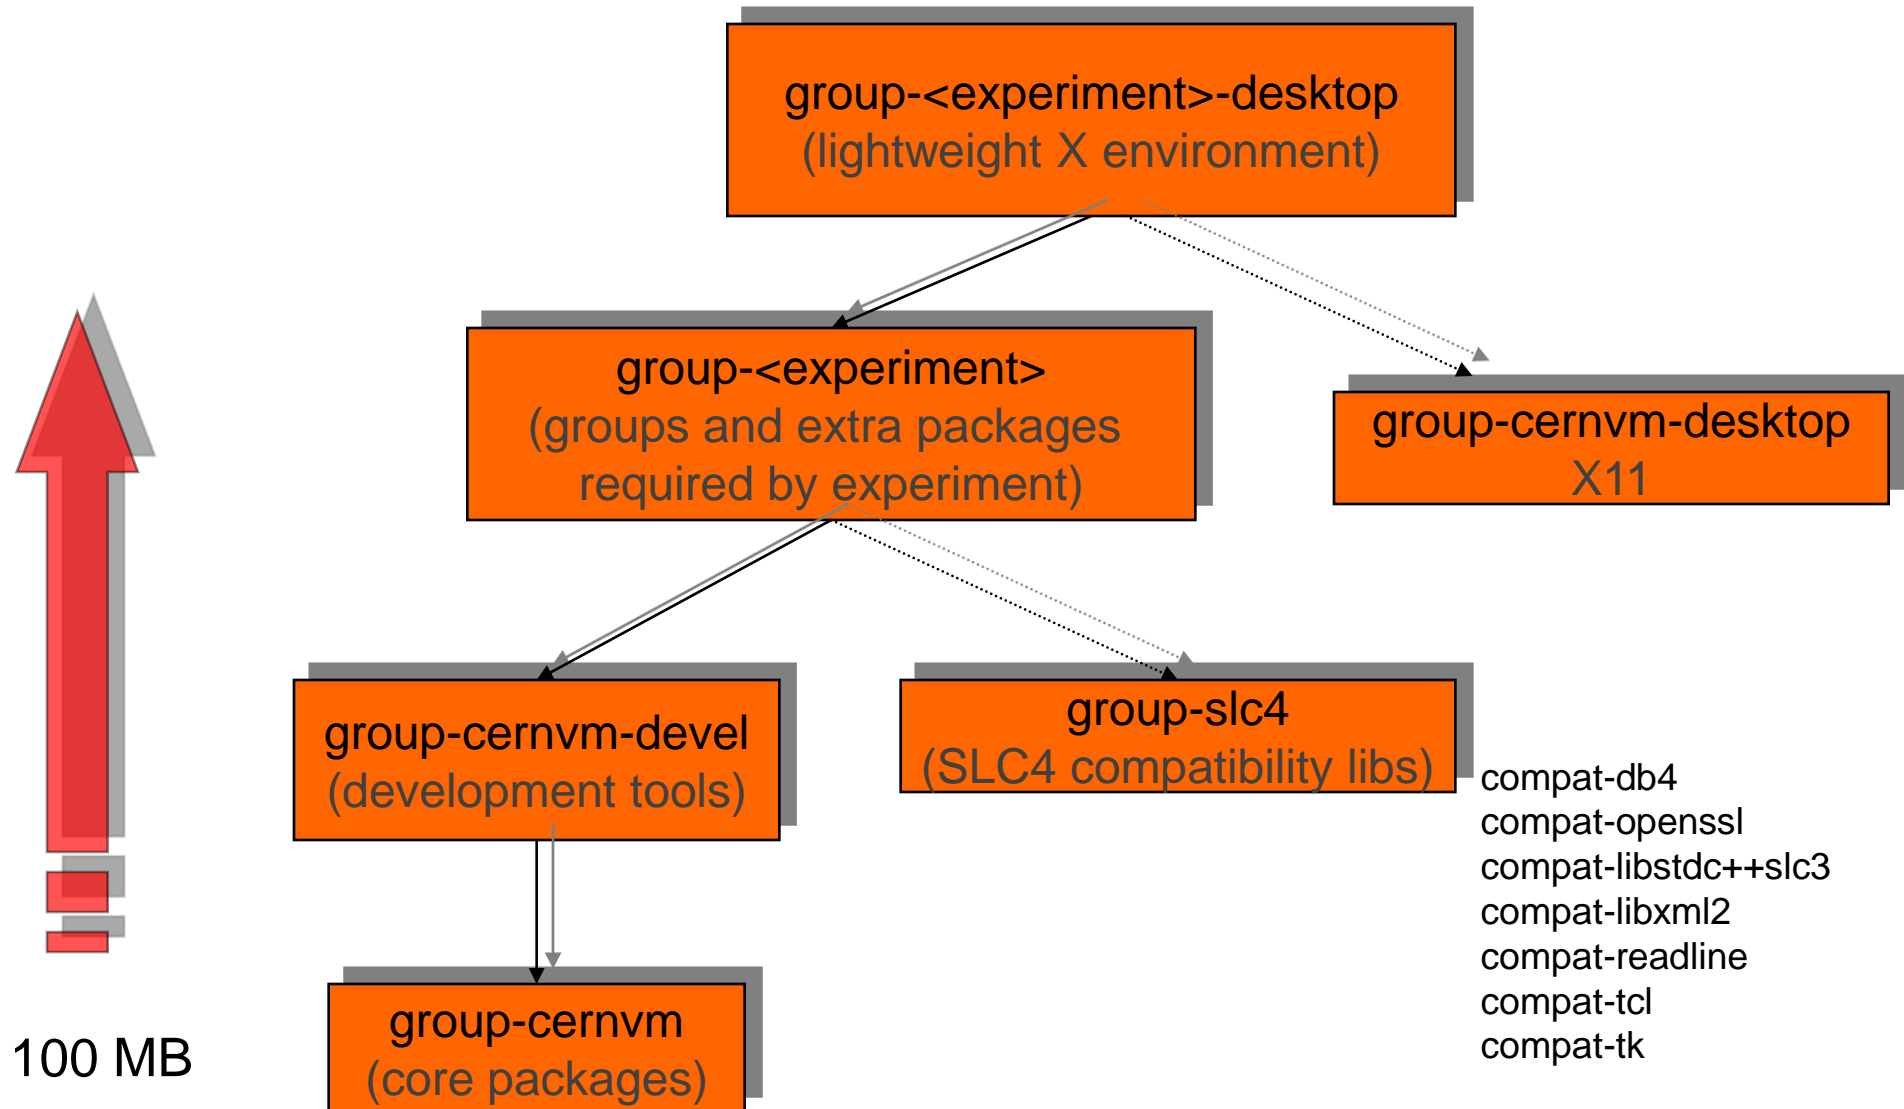 group-<experiment>-desktop
(lightweight X environment)
group-<experiment>
(groups and extra packages
required by experiment)
group-cernvm-desktop
X11
group-cernvm-devel
(development tools)
group-slc4
(SLC4 compatibility libs)
compat-db4
compat-openssl
compat-libstdc++slc3
compat-libxml2
compat-readline
compat-tcl
compat-tk
group-cernvm
(core packages)
100 MB